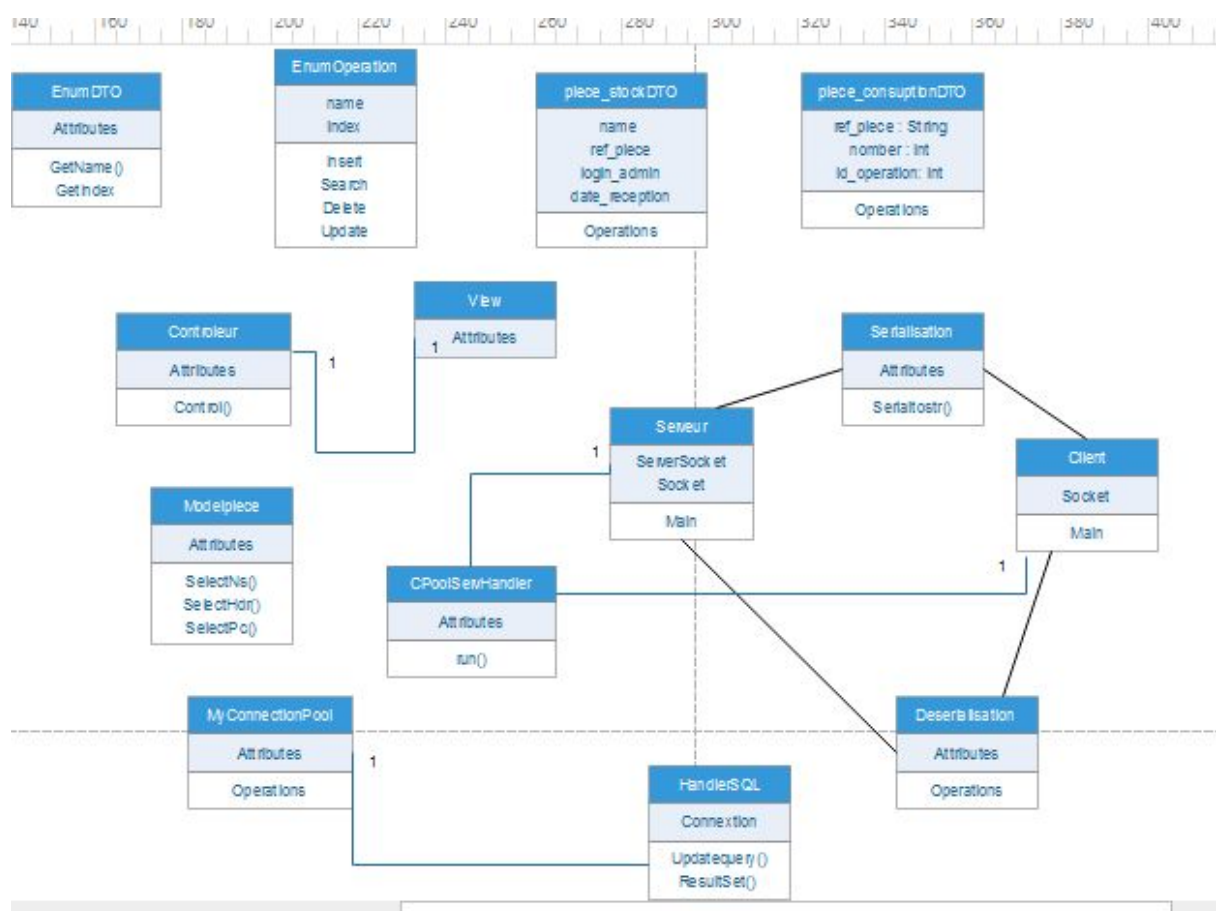 140 160 180 200 220 240 260 280 300 320 340 360 380 400
EnumDTO
Attributes
GetName()
GetIndex
EnumOperation
name
Index
Insert
Search
Delete
Update
piece_stockDTO
name
ref_piece
login_admin
date_reception
Operations
piece_consuptionDTO
ref_piece : String
nomber : Int
id_operation: Int
Operations
Controleur
Attributes
Control()
1
View
Attributes
1
Serialisation
Attributes
Serialtostr()
Serveur
ServerSocket
Socket
Main
1
Client
Socket
Main
1
Modelpiece
Attributes
SelectNs()
SelectHdr()
SelectPc()
CPoolServHandler
Attributes
run()
MyConnectionPool
Attributes
Operations
1
HandlerSQL
Connextion
Updatequery()
ResultSet()
Deserialisation
Attributes
Operations